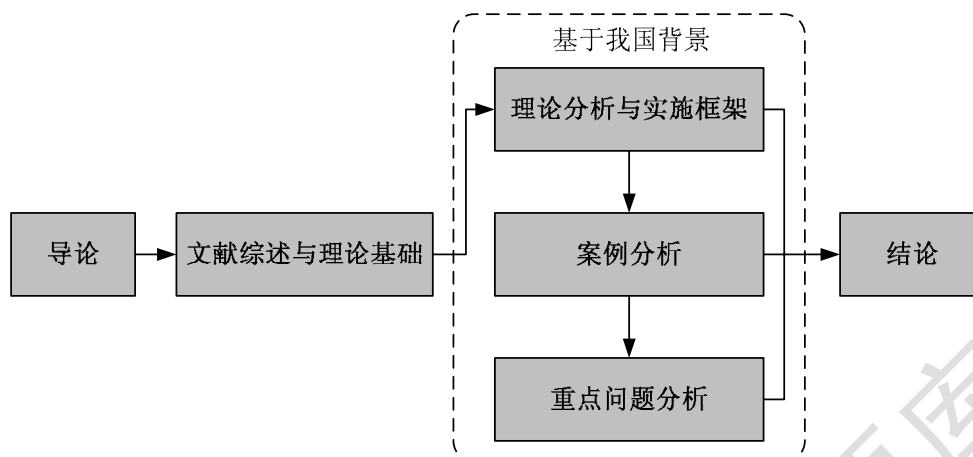 基于我国背景
理论分析与实施框架
导论
文献综述与理论基础
案例分析
结论
重点问题分析
库